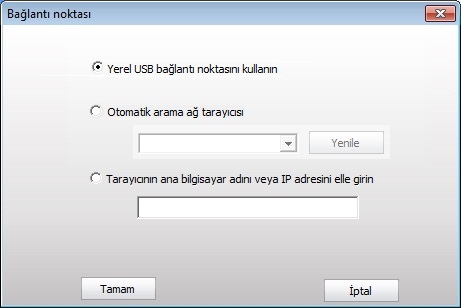 Bağlantı noktası
Yerel USB bağlantı noktasını kullanın
Otomatik arama ağ tarayıcısı
Yenile
Tarayıcının ana bilgisayar adını veya IP adresini elle girin
Tamam
İptal